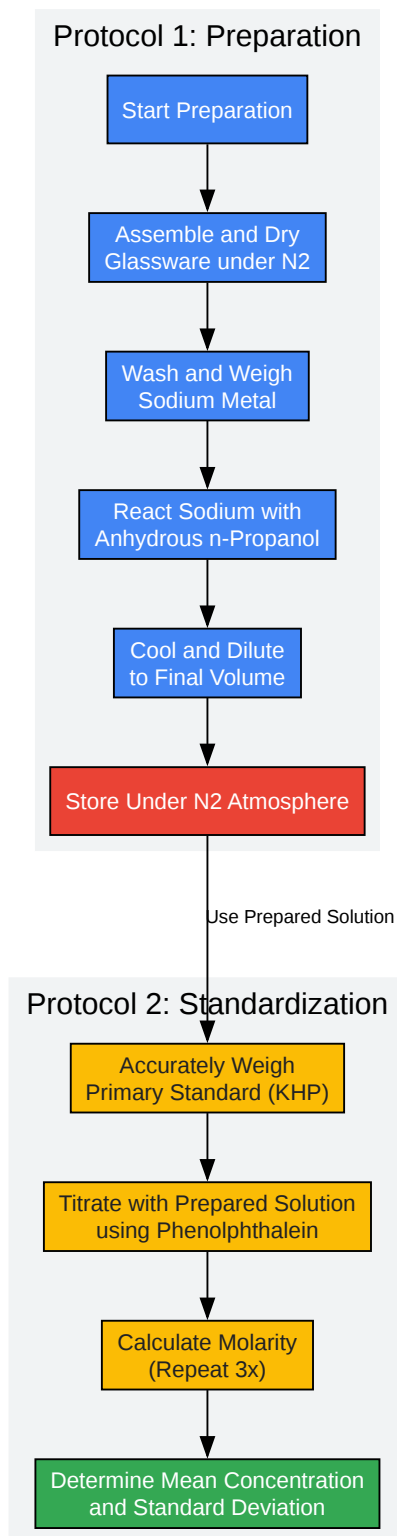 Protocol 1: Preparation
Start Preparation
Assemble and Dry
Glassware under N2
Wash and Weigh
Sodium Metal
React Sodium with
Anhydrous n-Propanol
Cool and Dilute
to Final Volume
Store Under N2 Atmosphere
Use Prepared Solution
Protocol 2: Standardization
Accurately Weigh
Primary Standard (KHP)
Titrate with Prepared Solution
using Phenolphthalein
Calculate Molarity
(Repeat 3x)
Determine Mean Concentration
and Standard Deviation